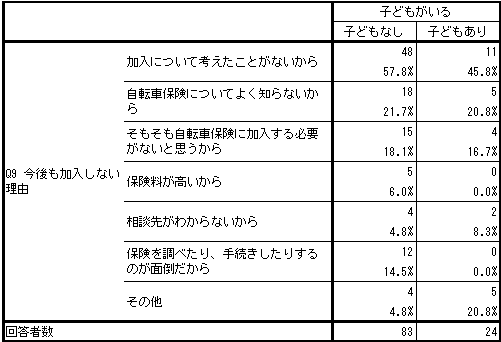 子どもがいる
子どもなし 子どもあり
Q9 今後も加入しない
理由
加入について考えたことがないから 48 11
57.8% 45.8%
自転車保険についてよく知らないか
ら 18 5
21.7% 20.8%
そもそも自転車保険に加入する必要
がないと思うから 15 4
18.1% 16.7%
保険料が高いから 5 0
6.0% 0.0%
相談先がわからないから 4 2
4.8% 8.3%
保険を調べたり、手続きしたりする
のが面倒だから 12 0
14.5% 0.0%
その他 4 5
4.8% 20.8%
回答者数 83 24